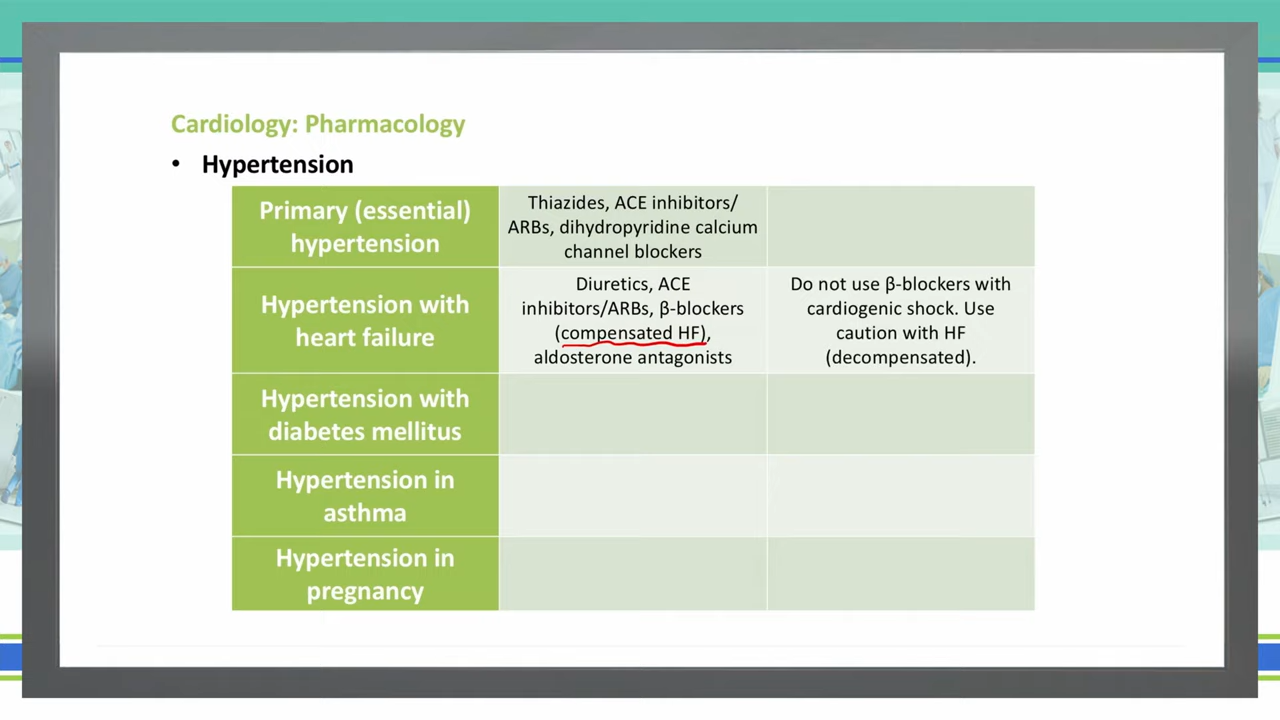 Cardiology: Pharmacology
• Hypertension
Primary (essential)
hypertension
Thiazides, ACE inhibitors/
ARBs, dihydropyridine calcium
channel blockers
Hypertension with
heart failure
Diuretics, ACE
inhibitors/ARBs, β-blockers
(compensated HF),
aldosterone antagonists
Do not use β-blockers with
cardiogenic shock. Use
caution with HF
(decompensated).
Hypertension with
diabetes mellitus
Hypertension in
asthma
Hypertension in
pregnancy